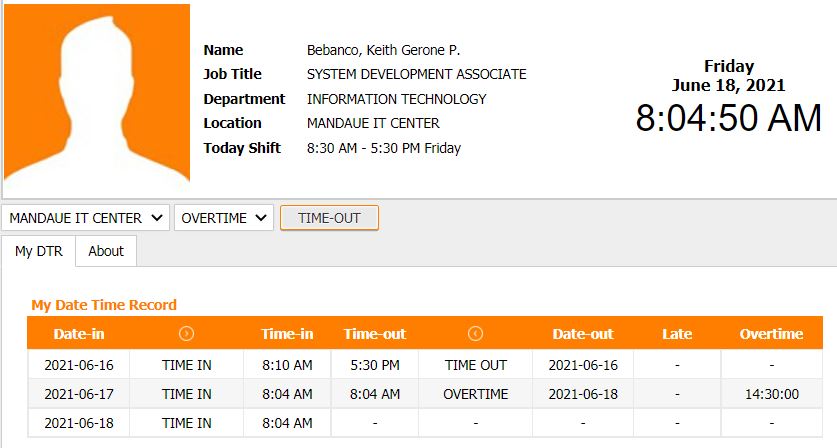 Name Bebanco, Keith Gerone P.
Job Title SYSTEM DEVELOPMENT ASSOCIATE
Department INFORMATION TECHNOLOGY
Location MANDAUE IT CENTER
Today Shift 8:30 AM - 5:30 PM Friday
Friday
June 18, 2021
8:04:50 AM
MANDAUE IT CENTER OVERTIME TIME-OUT
My DTR About
My Date Time Record
Date-in Time-in Time-out Date-out Late Overtime
2021-06-16 TIME IN 8:10 AM 5:30 PM TIME OUT 2021-06-16 - -
2021-06-17 TIME IN 8:04 AM 8:04 AM OVERTIME 2021-06-18 - 14:30:00
2021-06-18 TIME IN 8:04 AM - - - - -